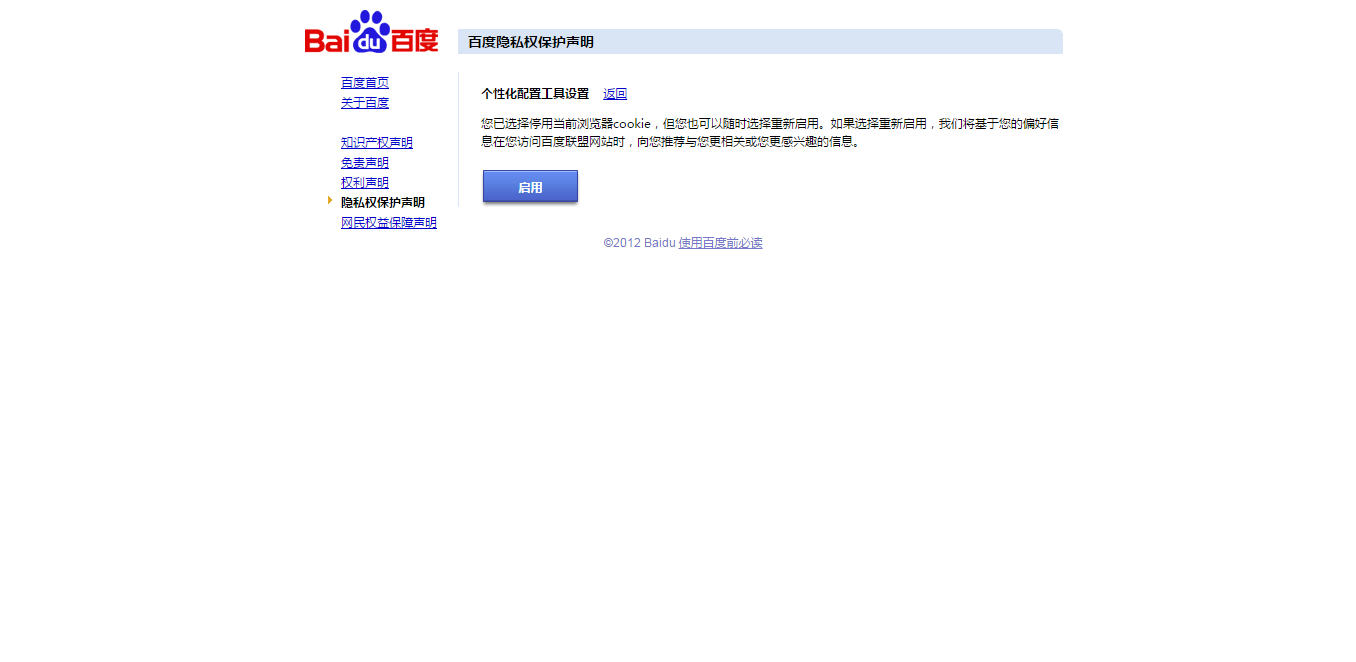 Bai du 百度
百度隐私权保护声明
百度首页
关于百度
知识产权声明
免责声明
权利声明
隐私权保护声明
网民权益保障声明
个性化配置工具设置 返回
您已选择停用当前浏览器cookie，但您也可以随时选择重新启用。如果选择重新启用，我们将基于您的偏好信
息在您访问百度联盟网站时，向您推荐与您更相关或您更感兴趣的信息。
启用
©2012 Baidu 使用百度前必读